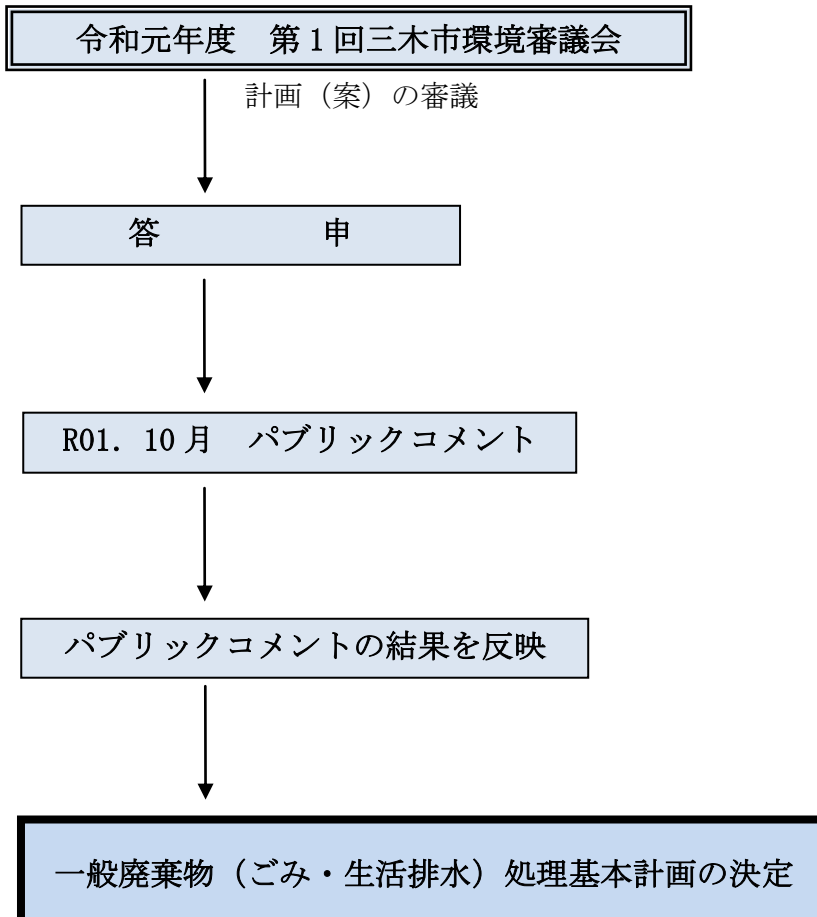 令和元年度　第１回三木市環境審議会
計画（案）の審議
答　　　　　申
R01．10月　パブリックコメント
パブリックコメントの結果を反映
一般廃棄物（ごみ・生活排水）処理基本計画の決定